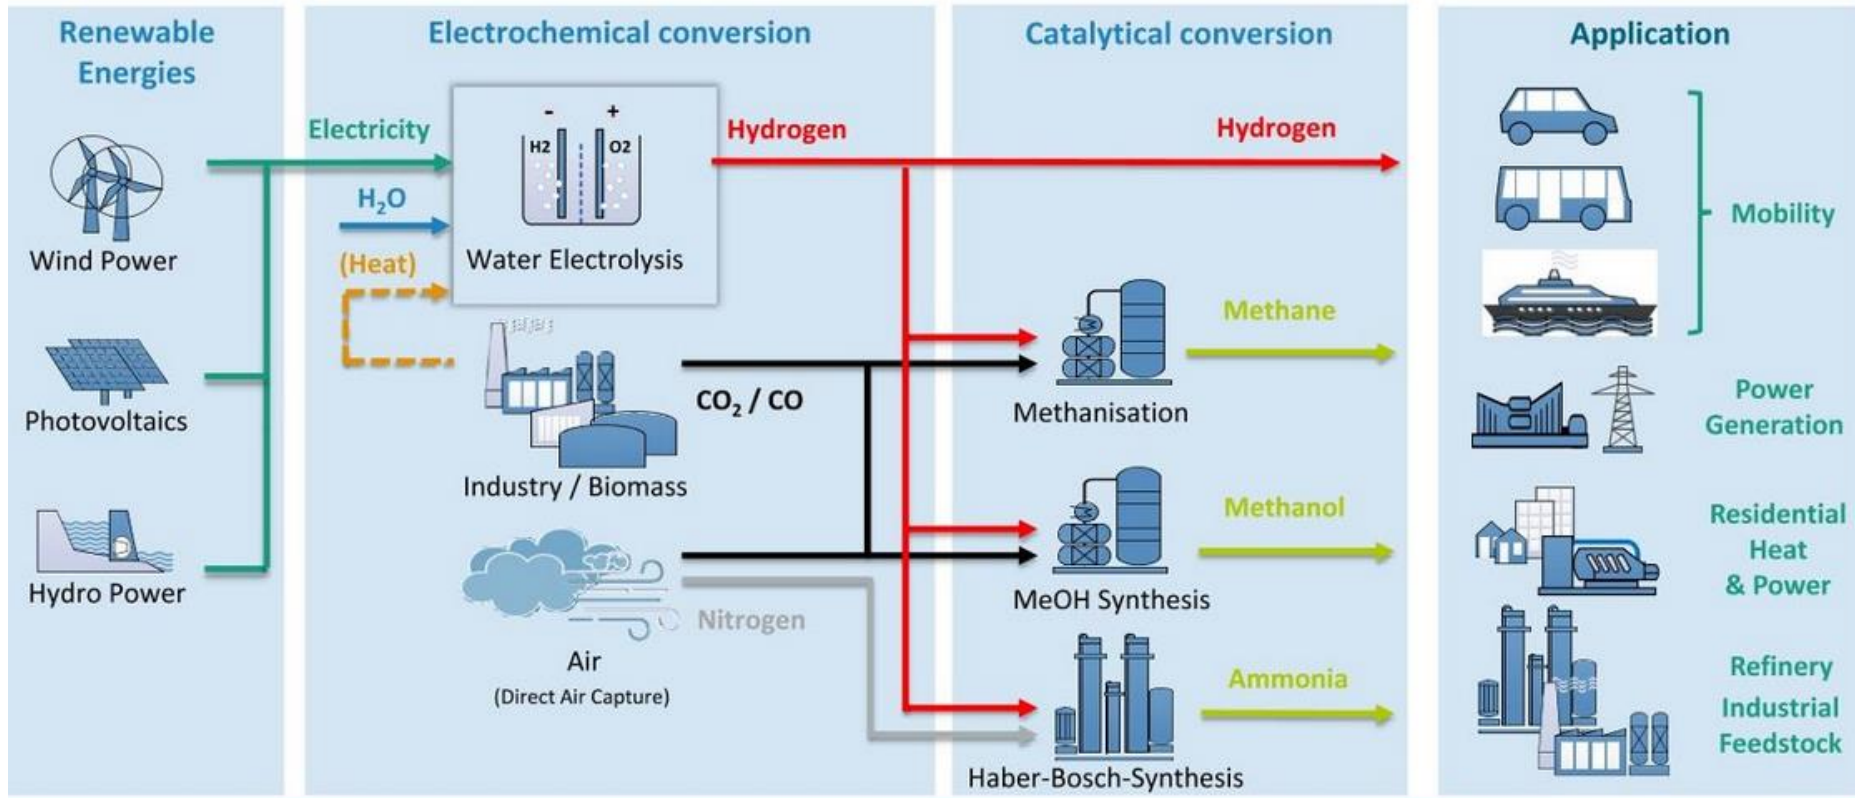 Renewable
Energies
Wind Power
Photovoltaics
Hydro Power
Electrochemical conversion
Electricity
H₂O
(Heat)
- +
H2 O2
Water Electrolysis
Hydrogen
CO₂ / CO
Industry / Biomass
Nitrogen
Air
(Direct Air Capture)
Catalytical conversion
Hydrogen
Methane
Methanisation
Methanol
MeOH Synthesis
Ammonia
Haber-Bosch-Synthesis
Application
Mobility
Power
Generation
Residential
Heat
& Power
Refinery
Industrial
Feedstock